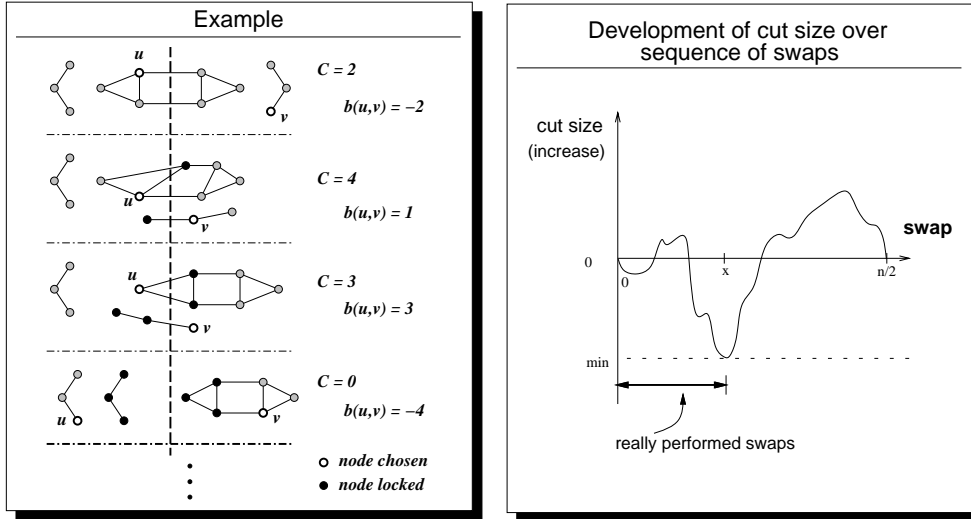 Example
u
C = 2
b(u,v) = −2
v
C = 4
u
b(u,v) = 1
v
u
C = 3
b(u,v) = 3
v
C = 0
u
v
b(u,v) = −4
node chosen
node locked
Development of cut size over
sequence of swaps
cut size
(increase)
swap
0
0
x
n/2
min
really performed swaps